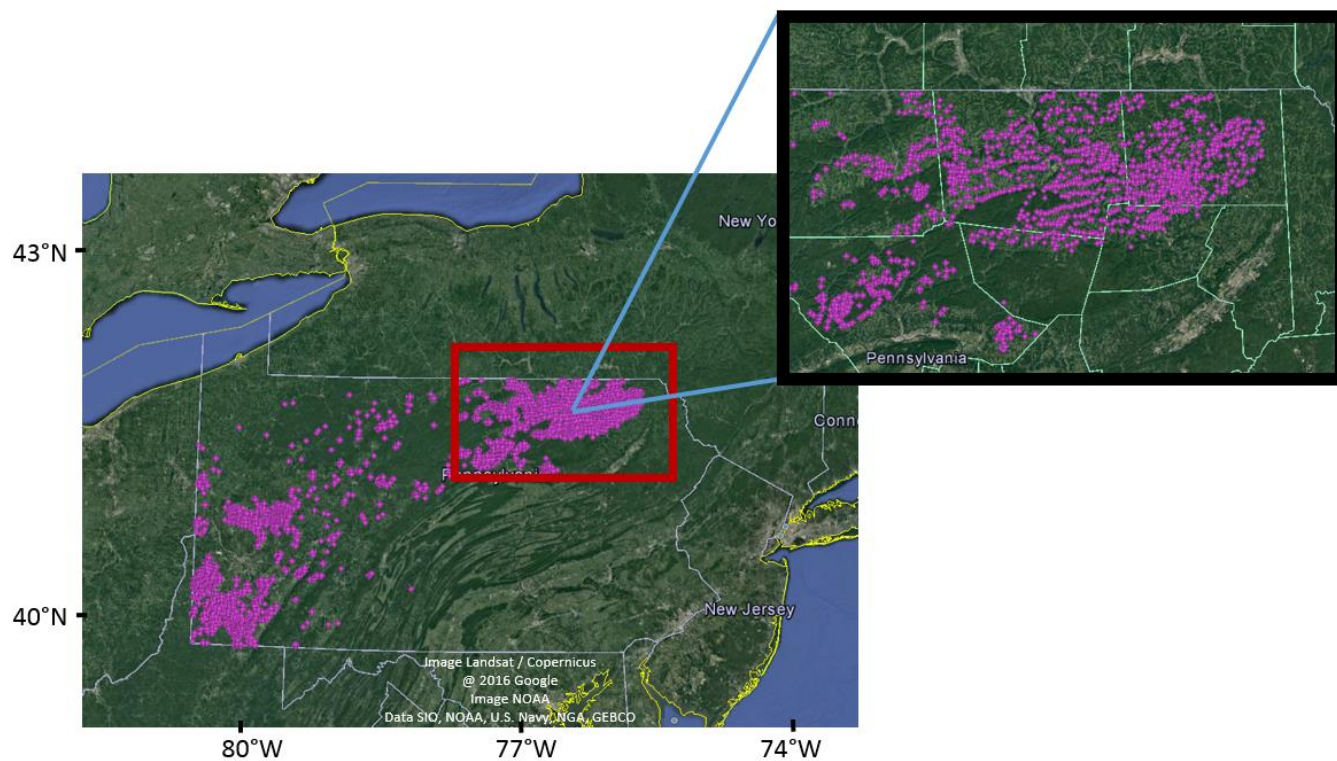 Pennsylvania
New Yo
43°N
Conn
Pennsylvani
40°N
New Jersey
Image Landsat / Copernicus
@ 2016 Google
Image NOAA
Data SIO, NOAA, U.S. Navy, NGA, GEBCO
80°W
77°W
74°W